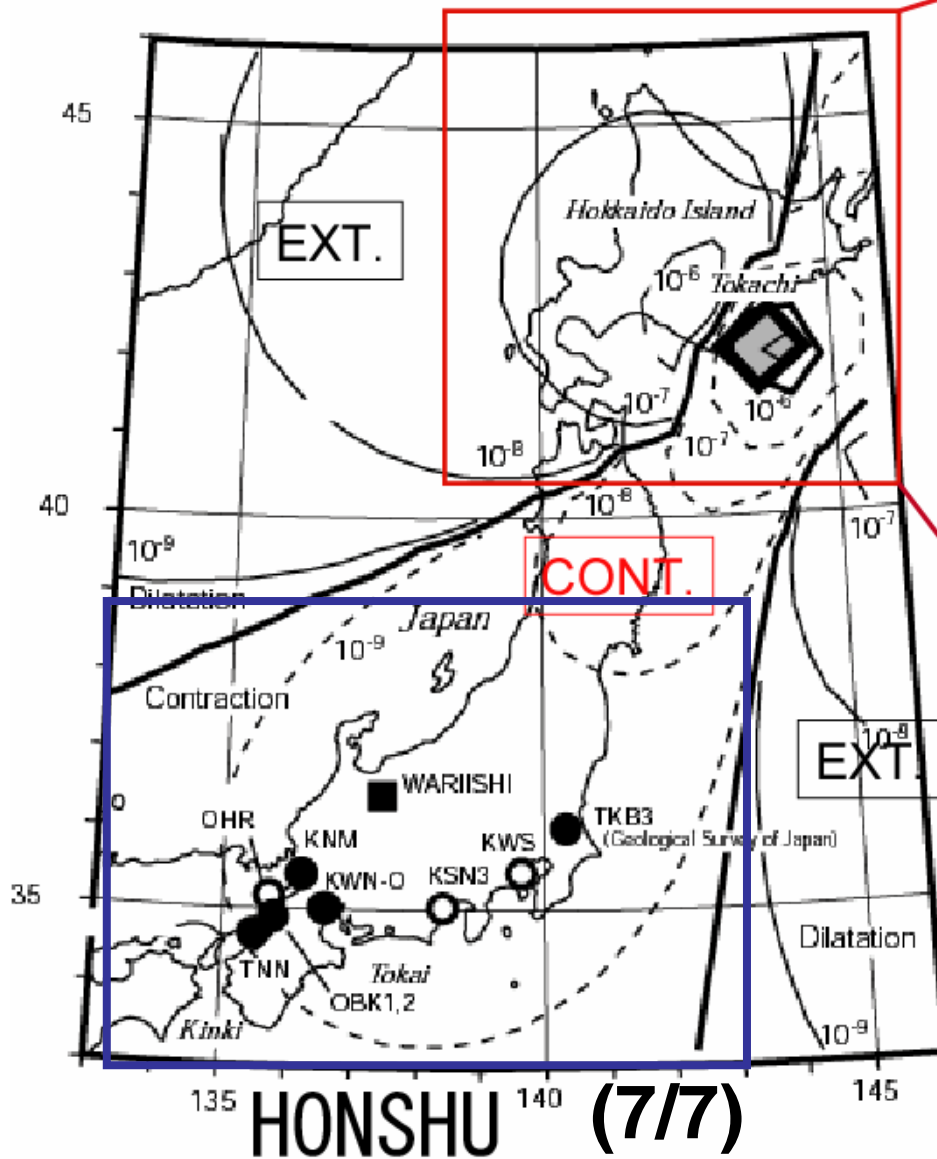 45
EXT.
Hokkaido Island
10-6 Tokachi
10-6
10-7
10-7
10-8
10-8
40
10-7
10-9
CONT.
Dilatation
Japan
10-9
Contraction
10-8
EXT.
WARIISHI
OHR
KNM
TKB3
(Geological Survey of Japan)
KWS
KWN-O
KSN3
35
Dilatation
TNN
Tokai
OBK1,2
Kinki
10-9
135
140
145
HONSHU
(7/7)